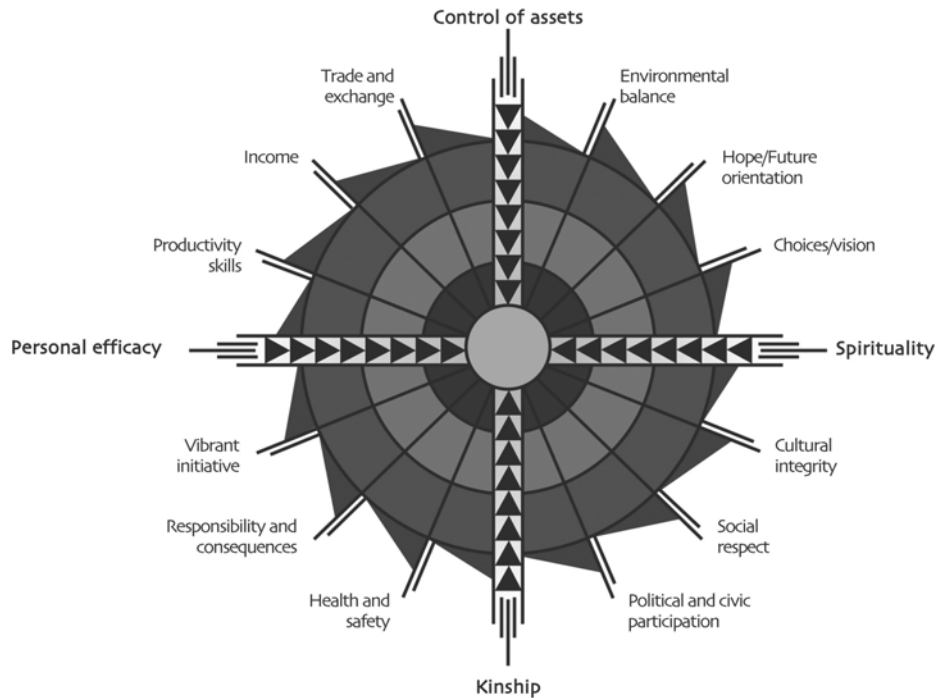 Control of assets
Trade and
exchange
Environmental
balance
Income
Hope/Future
orientation
Productivity
skills
Choices/vision
Personal efficacy
Spirituality
Vibrant
initiative
Cultural
integrity
Responsibility and
consequences
Social
respect
Health and
safety
Political and civic
participation
Kinship